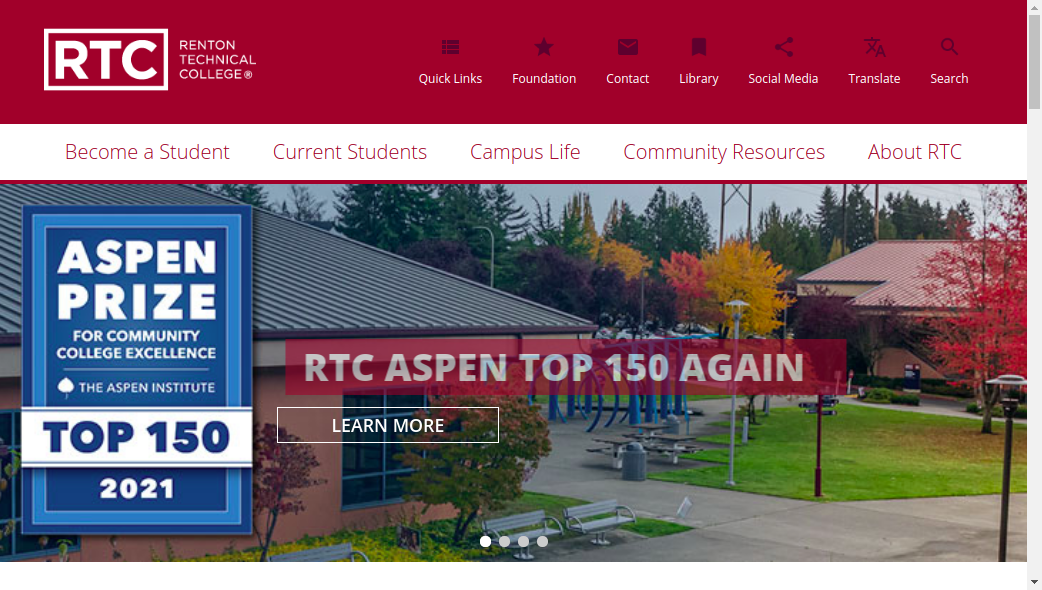 RTC
RENTON
TECHNICAL
COLLEGE®
Quick Links
Foundation
Contact
Library
Social Media
Translate
Search
Become a Student
Current Students
Campus Life
Community Resources
About RTC
ASPEN
PRIZE
FOR COMMUNITY
COLLEGE EXCELLENCE
THE ASPEN INSTITUTE
TOP 150
2021
RTC ASPEN TOP 150 AGAIN
LEARN MORE